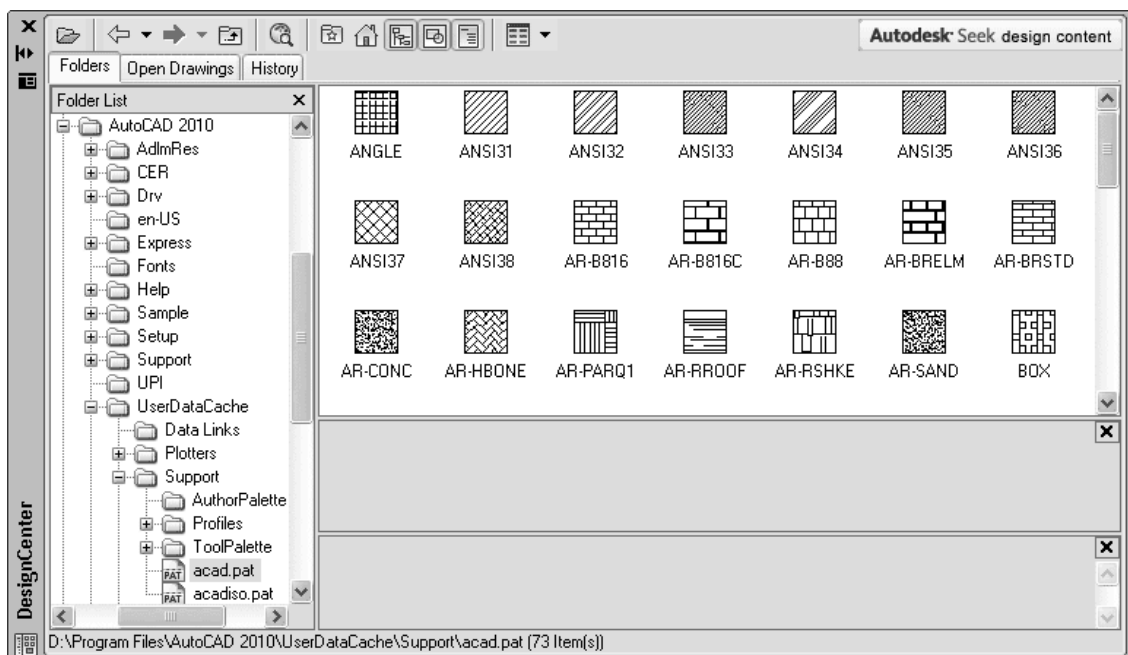 Autodesk Seek design content
Folders Open Drawings History
Folder List
AutoCAD 2010
AdlmRes
CER
Drv
en-US
Express
Fonts
Help
Sample
Setup
Support
UPI
UserDataCache
Data Links
Plotters
Support
AuthorPalette
Profiles
ToolPalette
PAT acad.pat
PAT acadiso.pat
ANGLE ANSI31 ANSI32 ANSI33 ANSI34 ANSI35 ANSI36
ANSI37 ANSI38 AR-B816 AR-B816C AR-B88 AR-BRELM AR-BRSTD
AR-CONC AR-HBONE AR-PARQ1 AR-RROOF AR-RSHKE AR-SAND BOX
DesignCenter
D:\Program Files\AutoCAD 2010\UserDataCache\Support\acad.pat (73 Item(s))